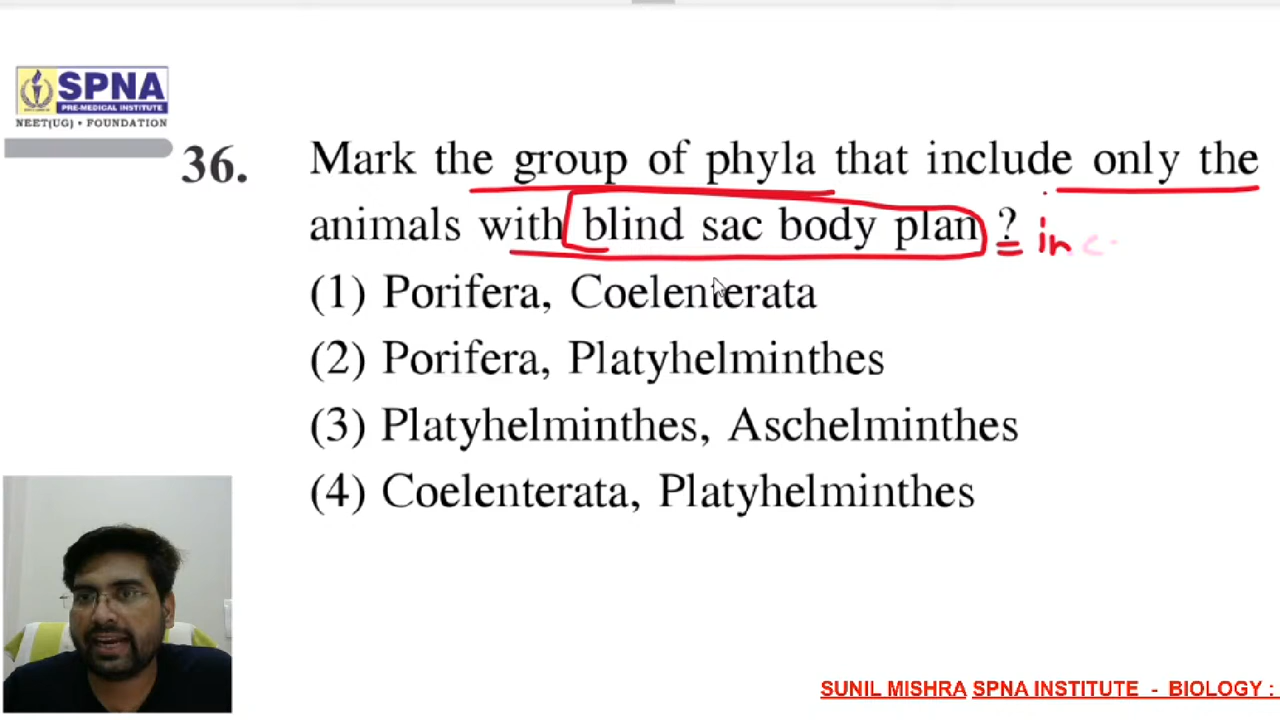 SPNA
PRE-MEDICAL INSTITUTE
NEET(UG) • FOUNDATION
36. Mark the group of phyla that include only the
animals with blind sac body plan ? in c
(1) Porifera, Coelenterata
(2) Porifera, Platyhelminthes
(3) Platyhelminthes, Aschelminthes
(4) Coelenterata, Platyhelminthes
SUNIL MISHRA SPNA INSTITUTE - BIOLOGY :